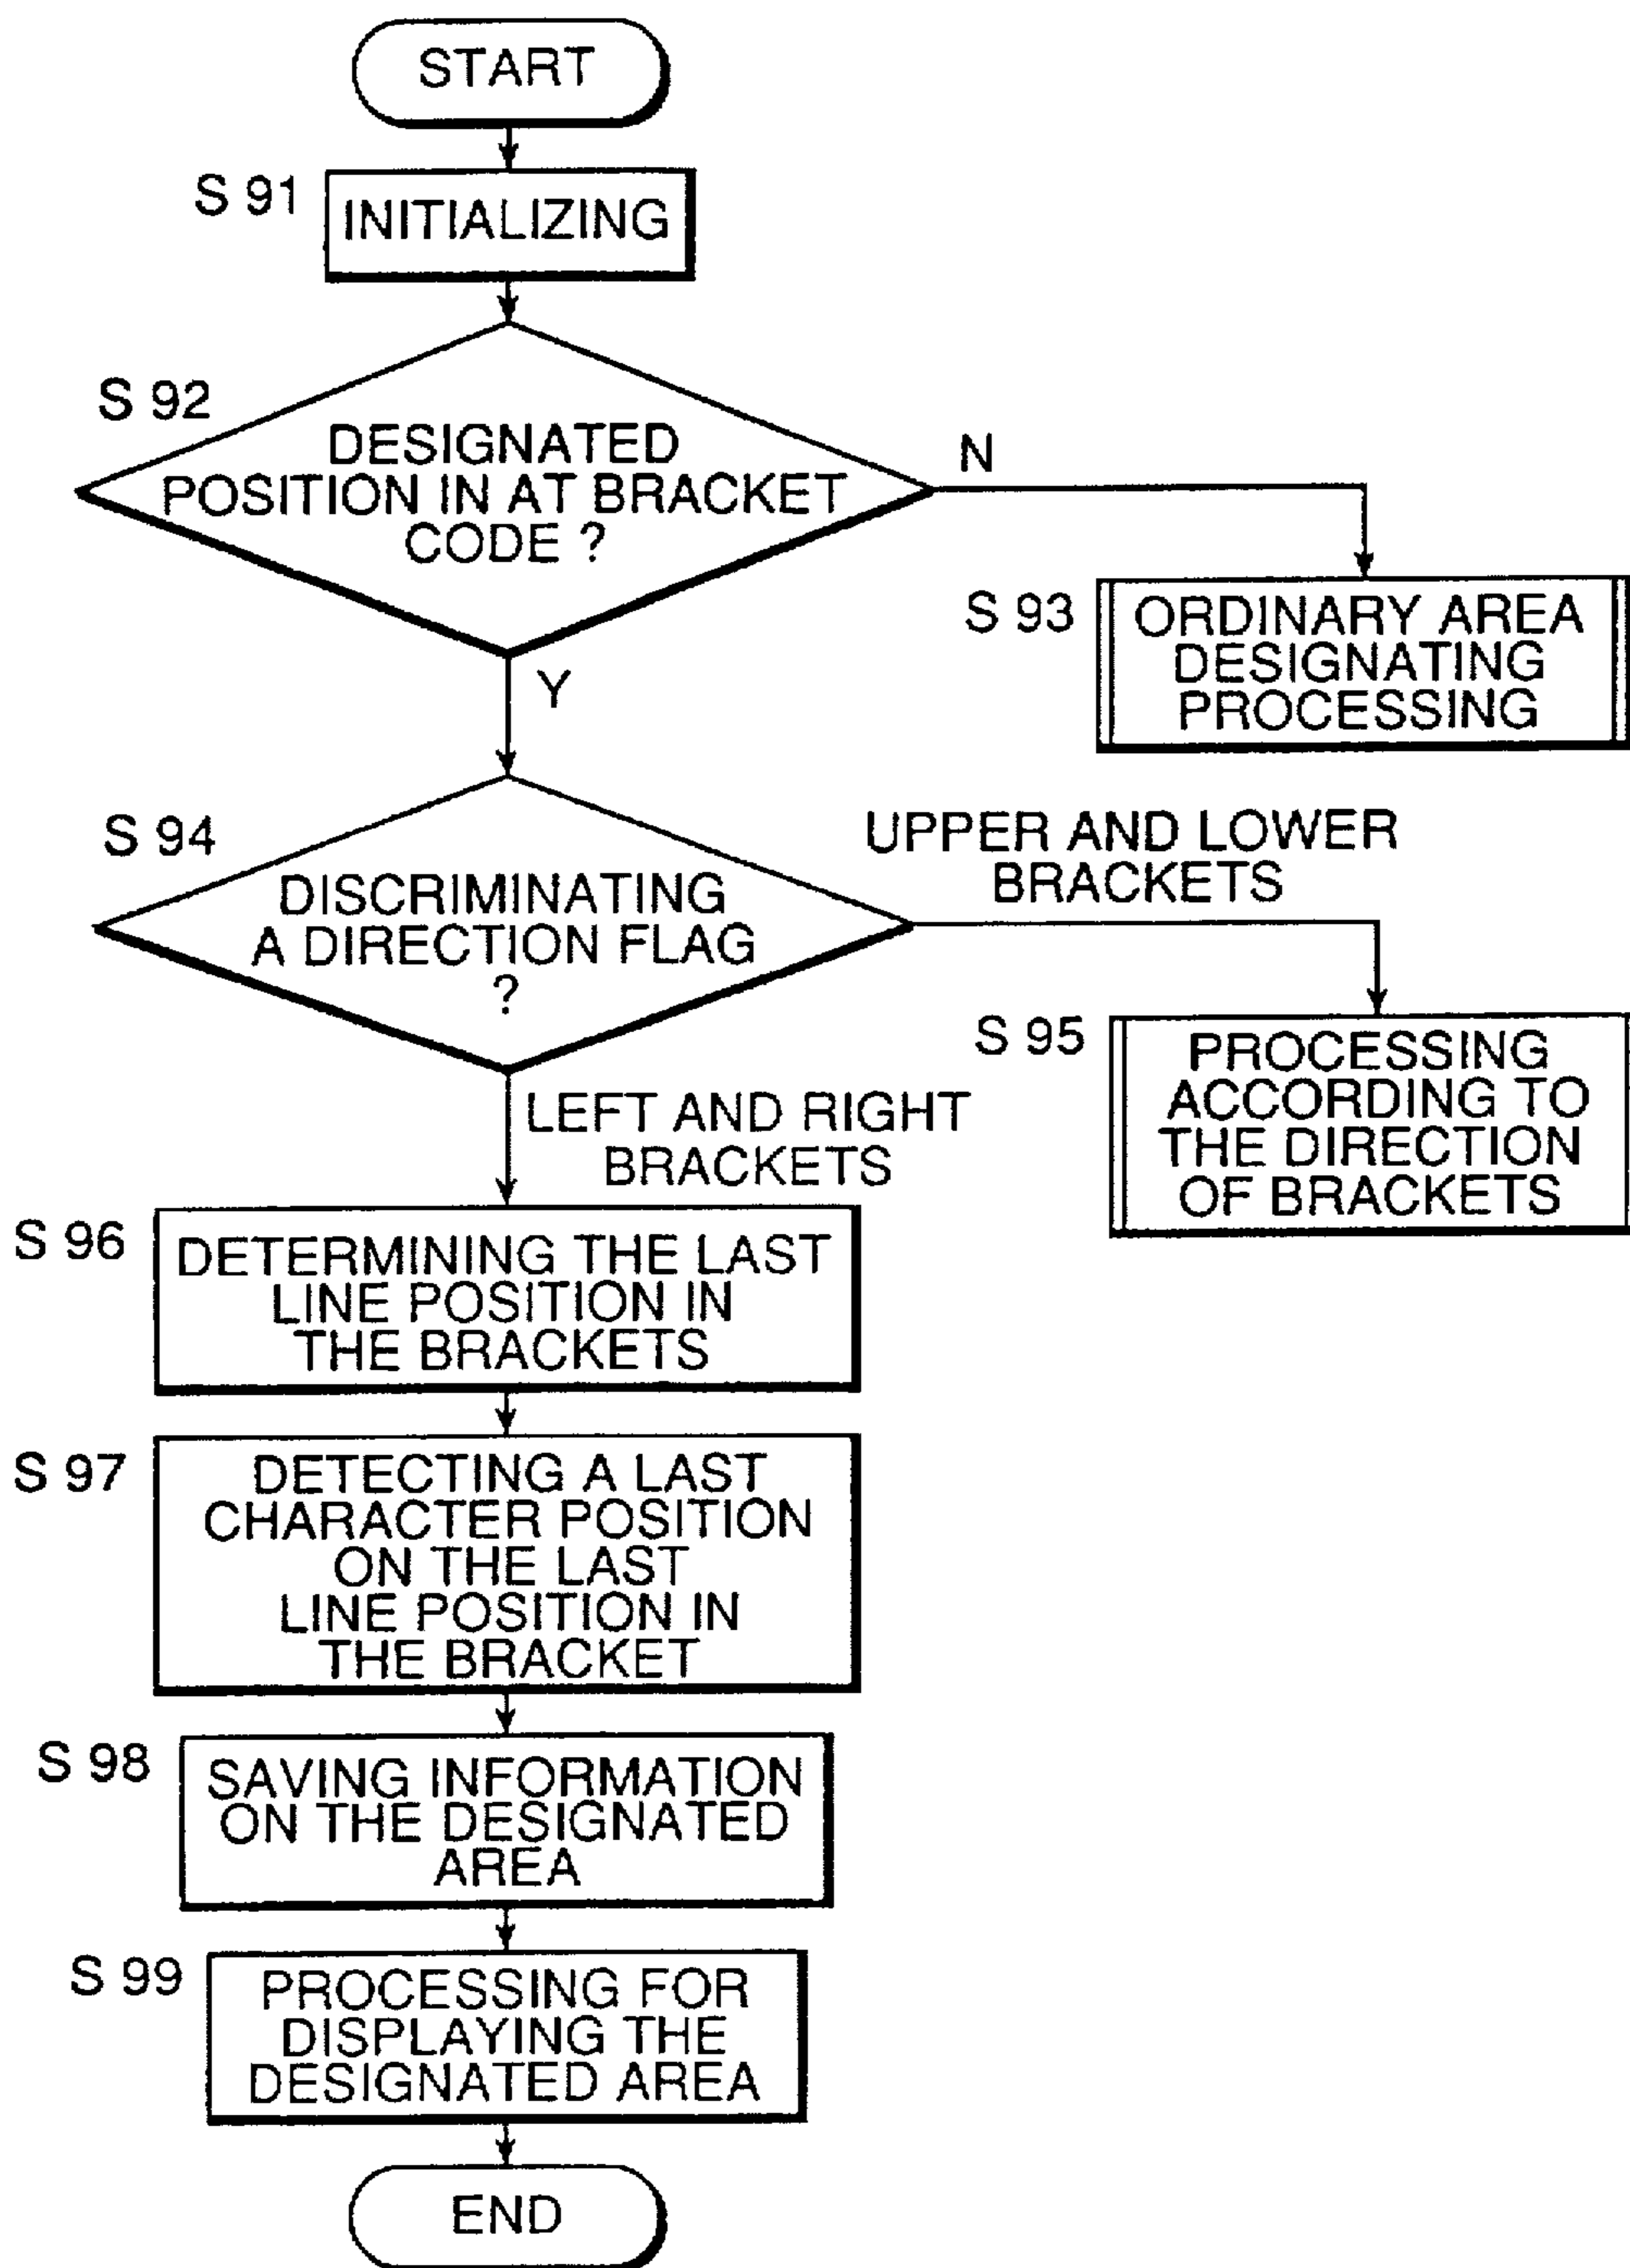 START
S 91
INITIALIZING
S 92
DESIGNATED
POSITION IN AT BRACKET
CODE ?
N
S 93
ORDINARY AREA
DESIGNATING
PROCESSING
Y
S 94
DISCRIMINATING
A DIRECTION FLAG
?
UPPER AND LOWER
BRACKETS
S 95
PROCESSING
ACCORDING TO
THE DIRECTION
OF BRACKETS
LEFT AND RIGHT
BRACKETS
S 96
DETERMINING THE LAST
LINE POSITION IN
THE BRACKETS
S 97
DETECTING A LAST
CHARACTER POSITION
ON THE LAST
LINE POSITION IN
THE BRACKET
S 98
SAVING INFORMATION
ON THE DESIGNATED
AREA
S 99
PROCESSING FOR
DISPLAYING THE
DESIGNATED AREA
END